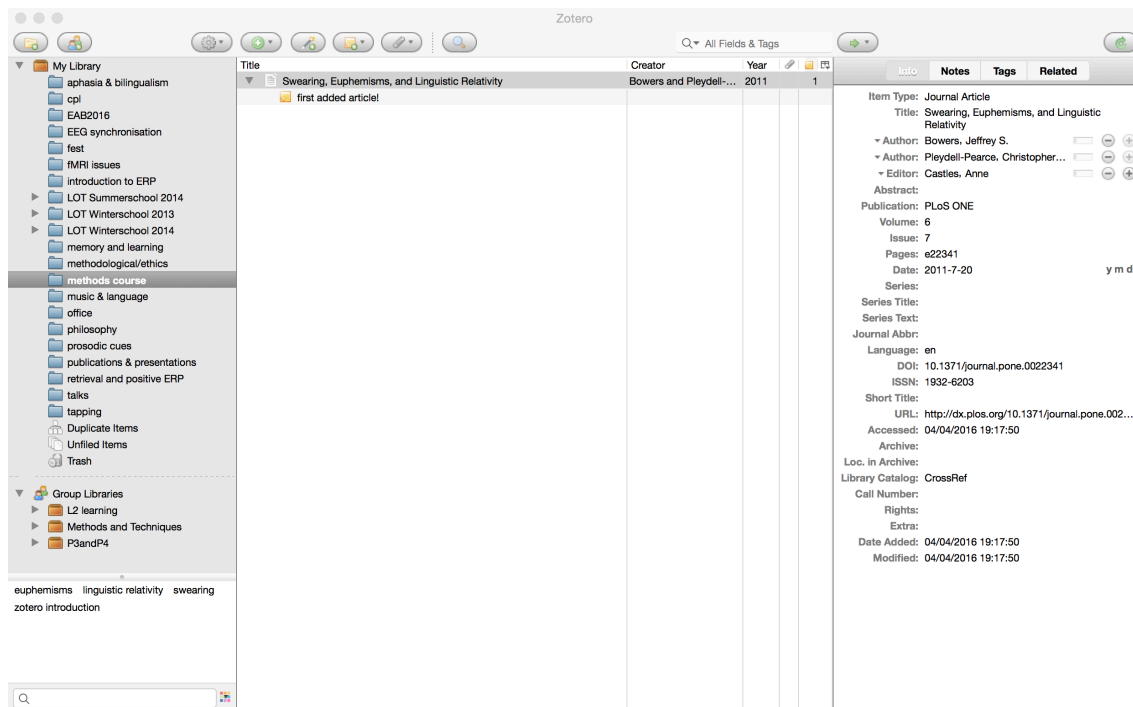 Zotero
All Fields & Tags
My Library
aphasia & bilingualism
cpl
EAB2016
EEG synchronisation
fest
fMRI issues
introduction to ERP
LOT Summerschool 2014
LOT Winterschool 2013
LOT Winterschool 2014
memory and learning
methodological/ethics
methods course
music & language
office
philosophy
prosodic cues
publications & presentations
retrieval and positive ERP
talks
tapping
Duplicate Items
Unfiled Items
Trash
Group Libraries
L2 learning
Methods and Techniques
P3andP4
euphemisms linguistic relativity swearing
zotero introduction
Title Creator Year
Swearing, Euphemisms, and Linguistic Relativity Bowers and Pleydell-... 2011 1
first added article!
Info Notes Tags Related
Item Type: Journal Article
Title: Swearing, Euphemisms, and Linguistic
Relativity
Author: Bowers, Jeffrey S.
Author: Pleydell-Pearce, Christopher...
Editor: Castles, Anne
Abstract:
Publication: PLoS ONE
Volume: 6
Issue: 7
Pages: e22341
Date: 2011-7-20 y m d
Series:
Series Title:
Series Text:
Journal Abbr:
Language: en
DOI: 10.1371/journal.pone.0022341
ISSN: 1932-6203
Short Title:
URL: http://dx.plos.org/10.1371/journal.pone.002...
Accessed: 04/04/2016 19:17:50
Archive:
Loc. in Archive:
Library Catalog: CrossRef
Call Number:
Rights:
Extra:
Date Added: 04/04/2016 19:17:50
Modified: 04/04/2016 19:17:50